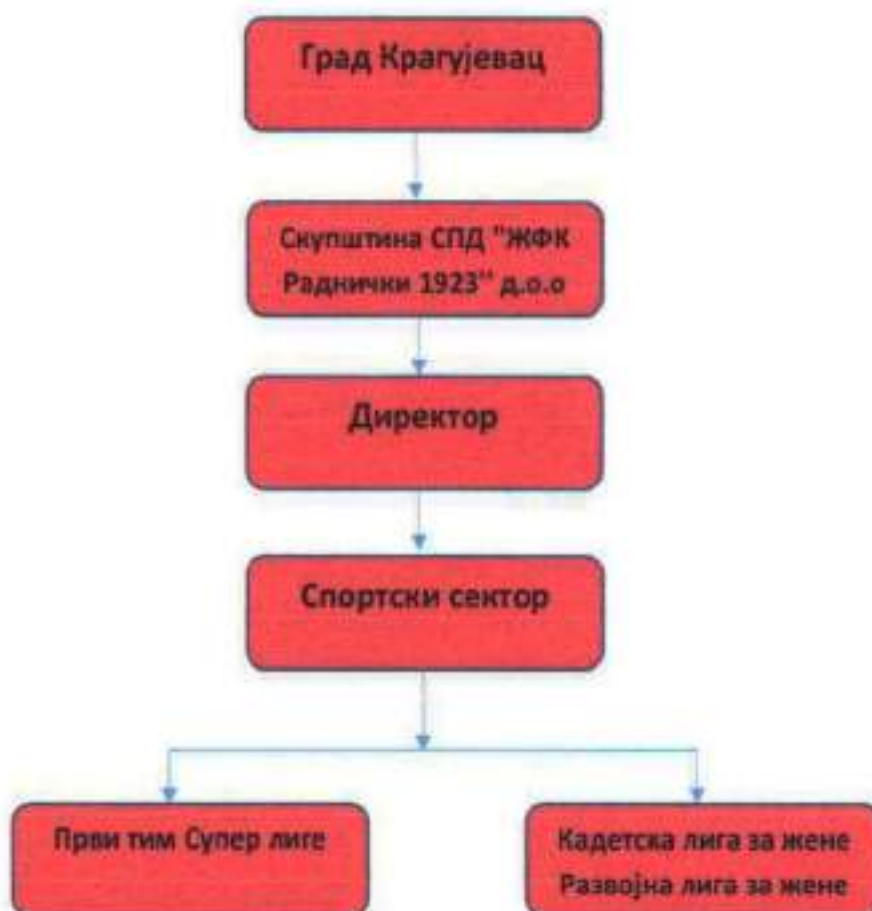 Град Крагујевац
Скупштина СПД "ЖФК
Раднички 1923" д.о.о
Директор
Спортски сектор
Први тим Супер лиге
Кадетска лига за жене
Развојна лига за жене